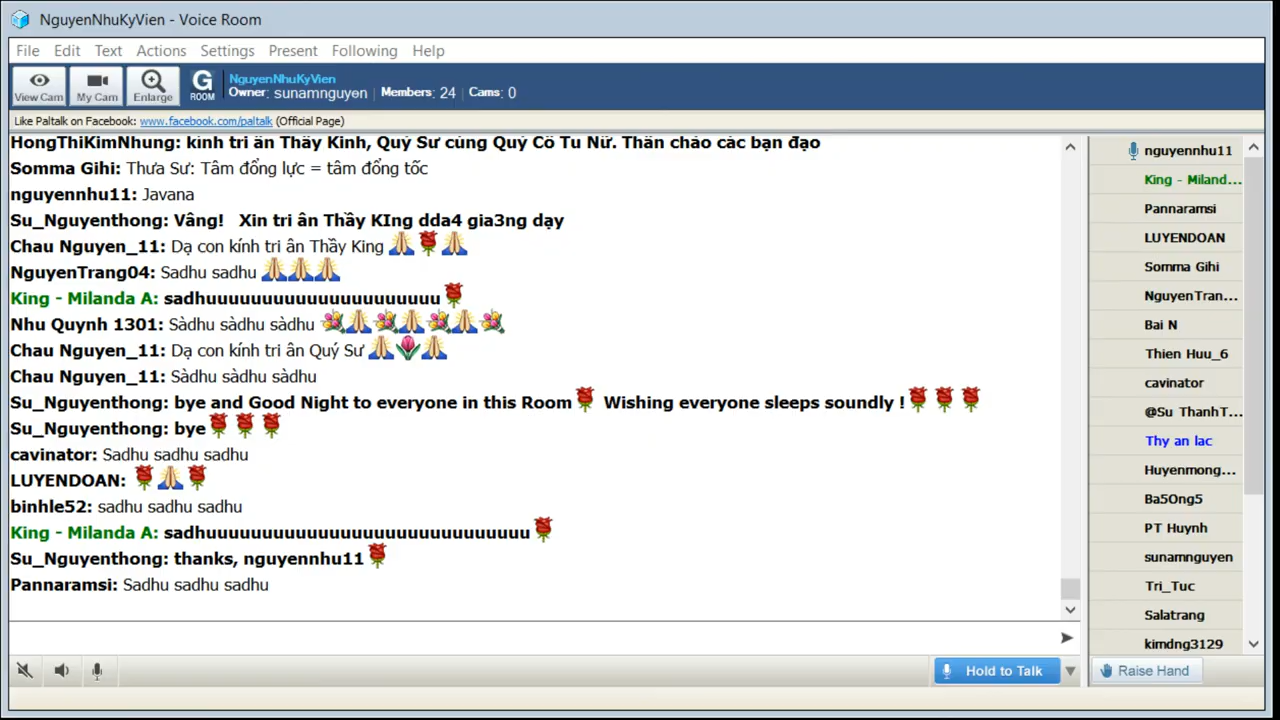 NguyenNhuKyVien - Voice Room
File Edit Text Actions Settings Present Following Help
View Cam My Cam Enlarge G ROOM NguyenNhuKyVien
Owner: sunamnguyen | Members: 24 | Cams: 0
Like Paltalk on Facebook: www.facebook.com/paltalk (Official Page)
HongThiKimNhung: kính tri ân Thầy Kinh, Quý Sư cùng Quý Cô Tu Nữ. Thân chào các bạn đạo
Somma Gihi: Thưa Sư: Tâm đổng lực = tâm đổng tốc
nguyennhu11: Javana
Su_Nguyenthong: Vâng! Xin tri ân Thầy KIng dda4 gia3ng dạy
Chau Nguyen_11: Dạ con kính tri ân Thầy King 🙏🌹🙏
NguyenTrang04: Sadhu sadhu 🙏🙏🙏
King - Milanda A: sadhuuuuuuuuuuuuuuuuuuuuu🌹
Nhu Quynh 1301: Sàdhu sàdhu sàdhu 💐🙏💐🙏💐🙏💐
Chau Nguyen_11: Dạ con kính tri ân Quý Sư 🙏🌷🙏
Chau Nguyen_11: Sàdhu sàdhu sàdhu
Su_Nguyenthong: bye and Good Night to everyone in this Room🌹 Wishing everyone sleeps soundly !🌹🌹🌹
Su_Nguyenthong: bye🌹🌹🌹
cavinator: Sadhu sadhu sadhu
LUYENDOAN: 🌹🙏🌹
binhle52: sadhu sadhu sadhu
King - Milanda A: sadhuuuuuuuuuuuuuuuuuuuuuuuuuuuuu🌹
Su_Nguyenthong: thanks, nguyennhu11🌹
Pannaramsi: Sadhu sadhu sadhu
nguyennhu11
King - Miland...
Pannaramsi
LUYENDOAN
Somma Gihi
NguyenTran...
Bai N
Thien Huu_6
cavinator
@Su ThanhT...
Thy an lac
Huyenmong...
Ba5Ong5
PT Huynh
sunamnguyen
Tri_Tuc
Salatrang
kimdng3129
Hold to Talk
Raise Hand